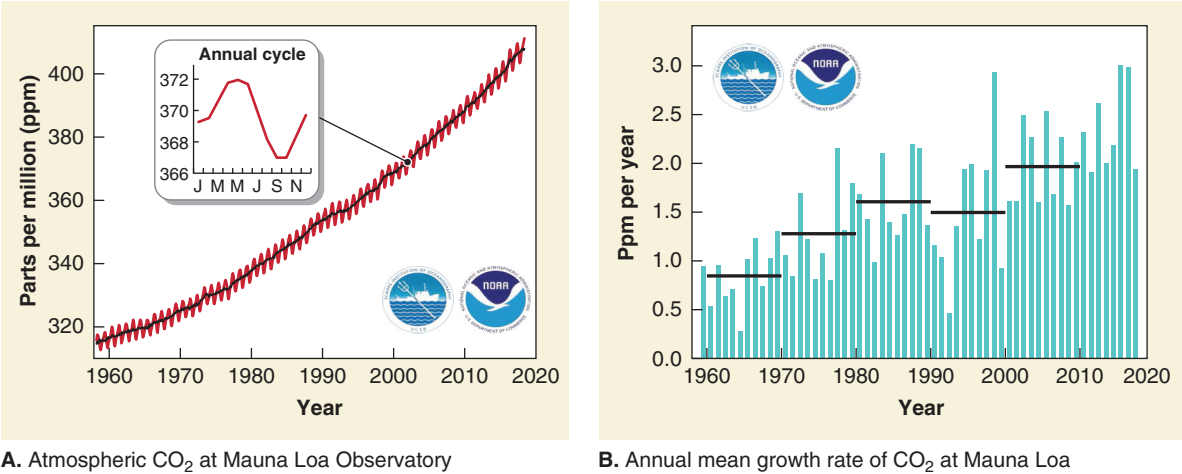 Annual cycle
372
370
368
366
J M M J S N
Parts per million (ppm)
400
380
360
340
320
1960 1970 1980 1990 2000 2010 2020
Year
NOAA
A. Atmospheric CO₂ at Mauna Loa Observatory
NOAA
Ppm per year
3.0
2.5
2.0
1.5
1.0
0.5
0.0
1960 1970 1980 1990 2000 2010 2020
Year
B. Annual mean growth rate of CO₂ at Mauna Loa